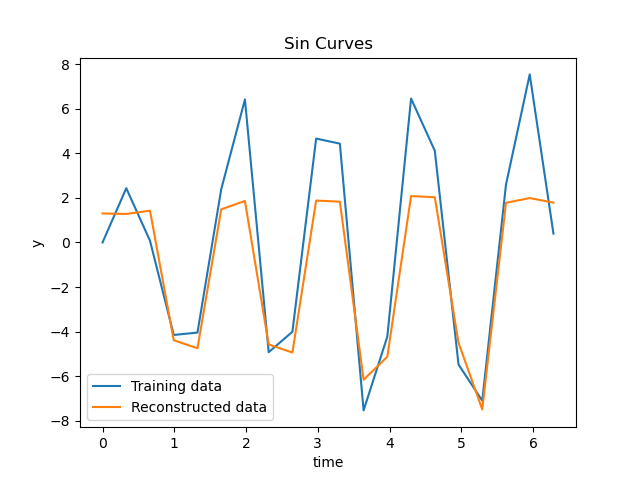 Sin Curves
8
6
4
2
0
−2
−4
−6
−8
y
Training data
Reconstructed data
0 1 2 3 4 5 6
time